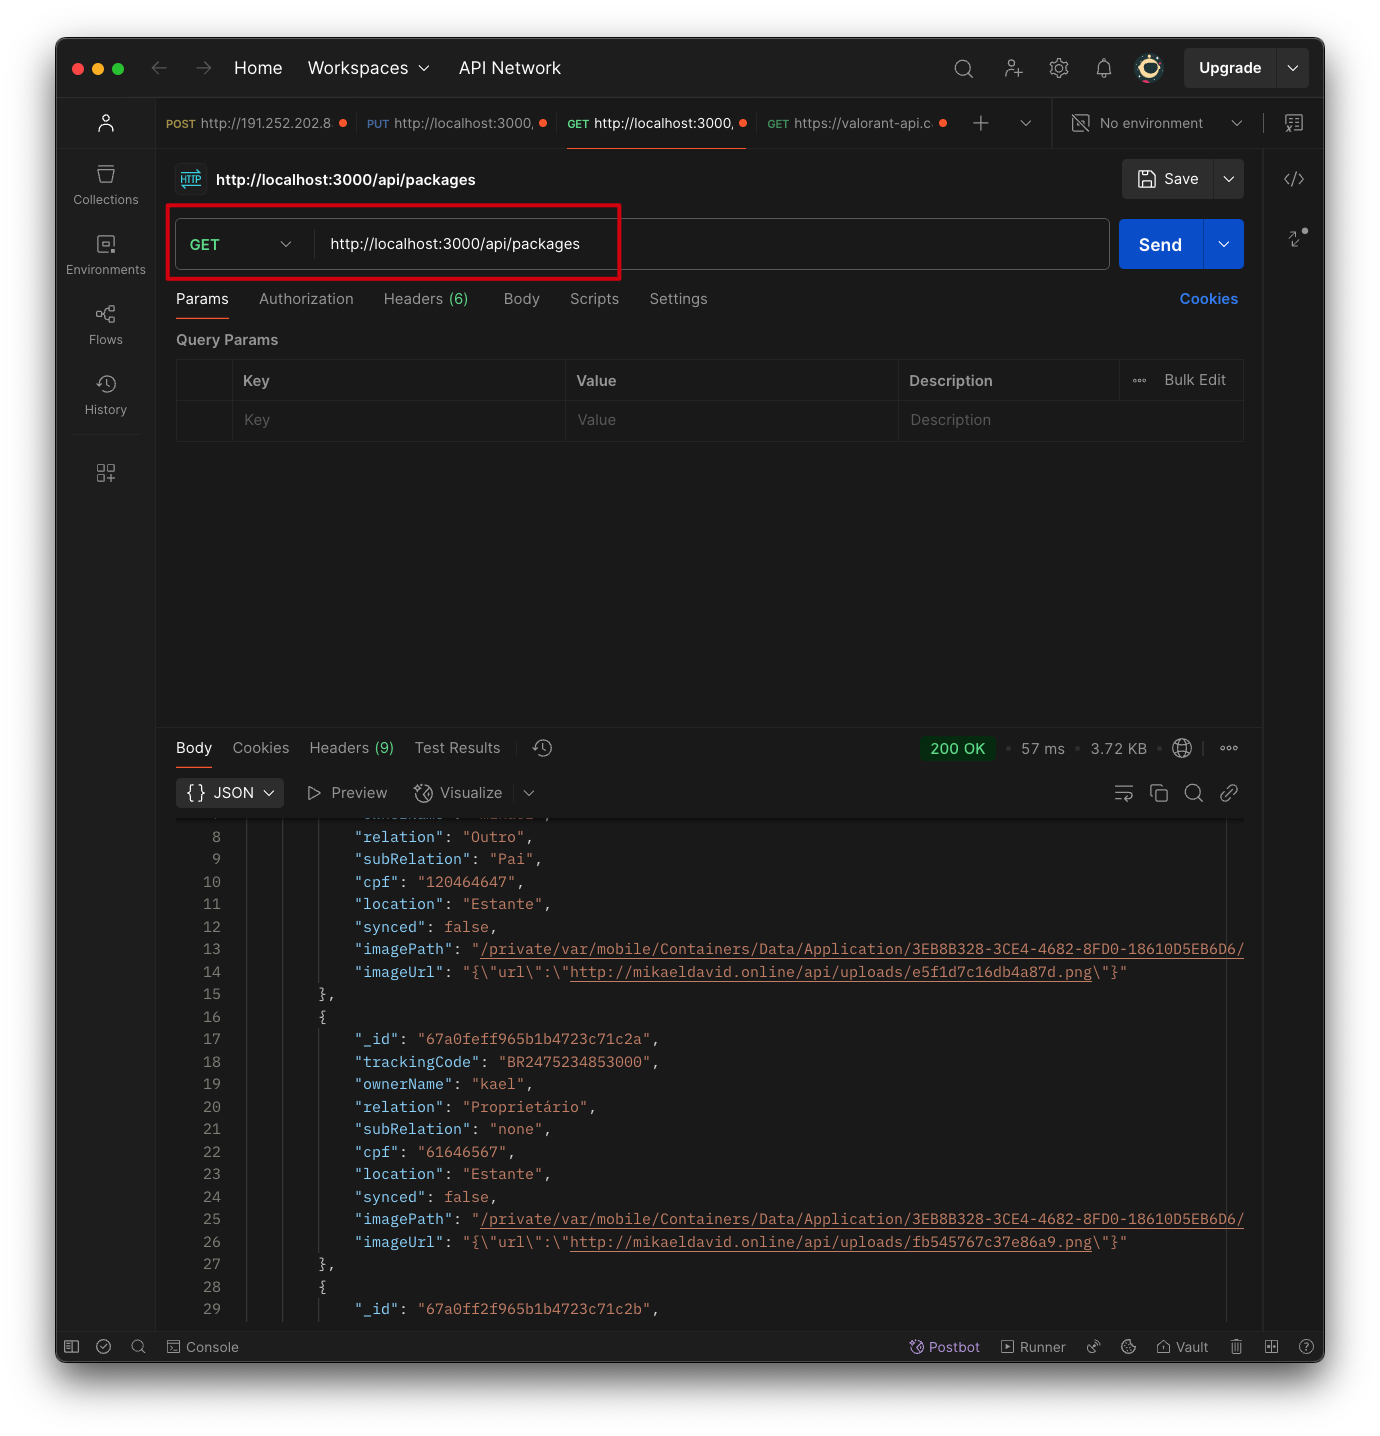 Home
Workspaces
API Network
Upgrade
POST http://191.252.202.8
PUT http://localhost:3000,
GET http://localhost:3000,
GET https://valorant-api.c
No environment
Collections
Environments
Flows
History
HTTP http://localhost:3000/api/packages
Save
GET http://localhost:3000/api/packages
Send
Params Authorization Headers (6) Body Scripts Settings Cookies
Query Params
Key Value Description Bulk Edit
Key Value Description
Body Cookies Headers (9) Test Results 200 OK 57 ms 3.72 KB
{} JSON Preview Visualize
8 "relation": "Outro",
9 "subRelation": "Pai",
10 "cpf": "120464647",
11 "location": "Estante",
12 "synced": false,
13 "imagePath": "/private/var/mobile/Containers/Data/Application/3EB8B328-3CE4-4682-8FD0-18610D5EB6D6/
14 "imageUrl": "{\"url\":\"http://mikaeldavid.online/api/uploads/e5f1d7c16db4a87d.png\"}"
15 },
16 {
17 "_id": "67a0feff965b1b4723c71c2a",
18 "trackingCode": "BR2475234853000",
19 "ownerName": "kael",
20 "relation": "Proprietário",
21 "subRelation": "none",
22 "cpf": "61646567",
23 "location": "Estante",
24 "synced": false,
25 "imagePath": "/private/var/mobile/Containers/Data/Application/3EB8B328-3CE4-4682-8FD0-18610D5EB6D6/
26 "imageUrl": "{\"url\":\"http://mikaeldavid.online/api/uploads/fb545767c37e86a9.png\"}"
27 },
28 {
29 "_id": "67a0ff2f965b1b4723c71c2b",
Console
Postbot
Runner
Vault